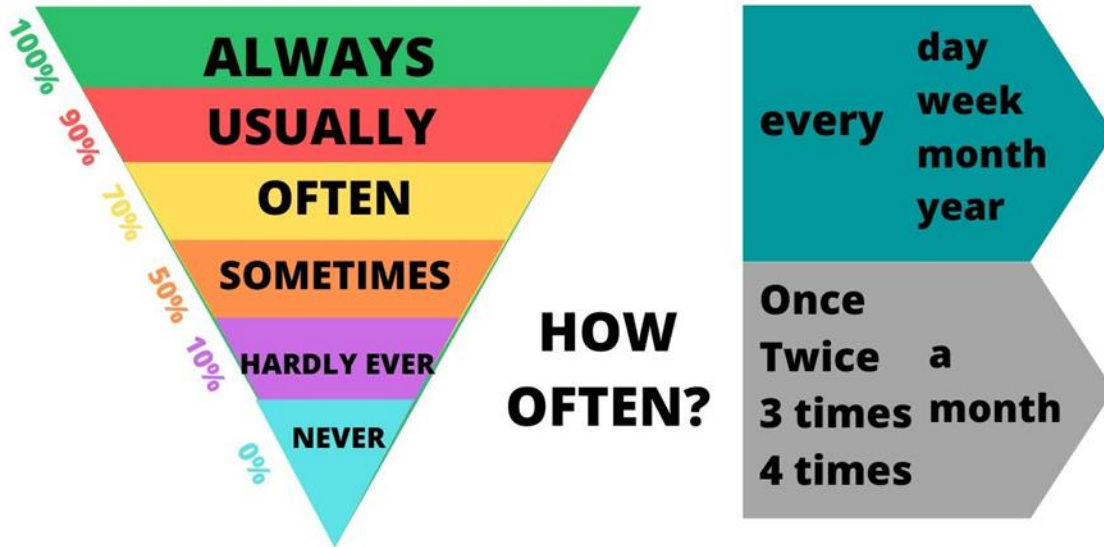 100%
ALWAYS
90%
USUALLY
70%
OFTEN
50%
SOMETIMES
10%
HARDLY EVER
0%
NEVER
HOW
OFTEN?
every
day
week
month
year
Once
Twice
3 times
4 times
a
month